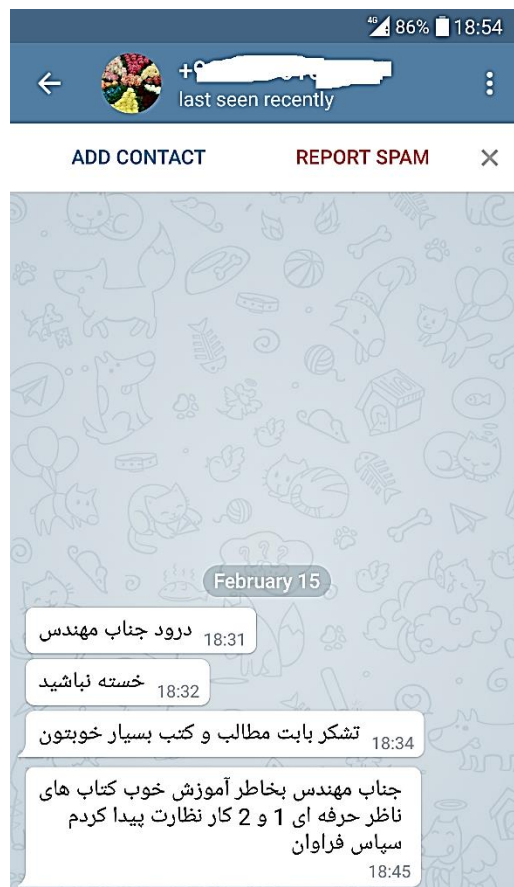 4G 86% 18:54
last seen recently
ADD CONTACT REPORT SPAM
February 15
درود جناب مهندس 18:31
خسته نباشید 18:32
تشکر بابت مطالب و کتب بسیار خوبتون 18:34
جناب مهندس بخاطر آموزش خوب کتاب های
ناظر حرفه ای 1 و 2 کار نظارت پیدا کردم
سپاس فراوان
18:45